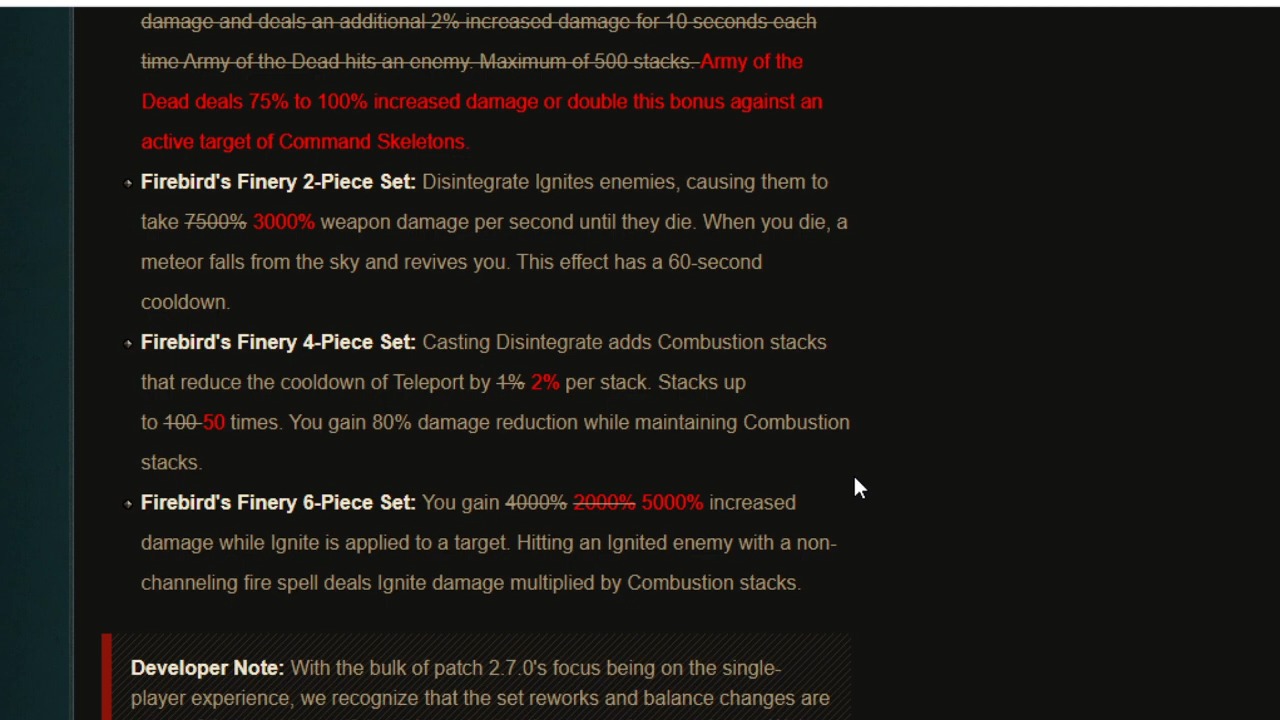 damage and deals an additional 2% increased damage for 10 seconds each
time Army of the Dead hits an enemy. Maximum of 500 stacks. Army of the
Dead deals 75% to 100% increased damage or double this bonus against an
active target of Command Skeletons.
Firebird's Finery 2-Piece Set: Disintegrate Ignites enemies, causing them to
take 7500% 3000% weapon damage per second until they die. When you die, a
meteor falls from the sky and revives you. This effect has a 60-second
cooldown.
Firebird's Finery 4-Piece Set: Casting Disintegrate adds Combustion stacks
that reduce the cooldown of Teleport by 1% 2% per stack. Stacks up
to 100 50 times. You gain 80% damage reduction while maintaining Combustion
stacks.
Firebird's Finery 6-Piece Set: You gain 4000% 2000% 5000% increased
damage while Ignite is applied to a target. Hitting an Ignited enemy with a non-
channeling fire spell deals Ignite damage multiplied by Combustion stacks.
Developer Note: With the bulk of patch 2.7.0's focus being on the single-
player experience, we recognize that the set reworks and balance changes are